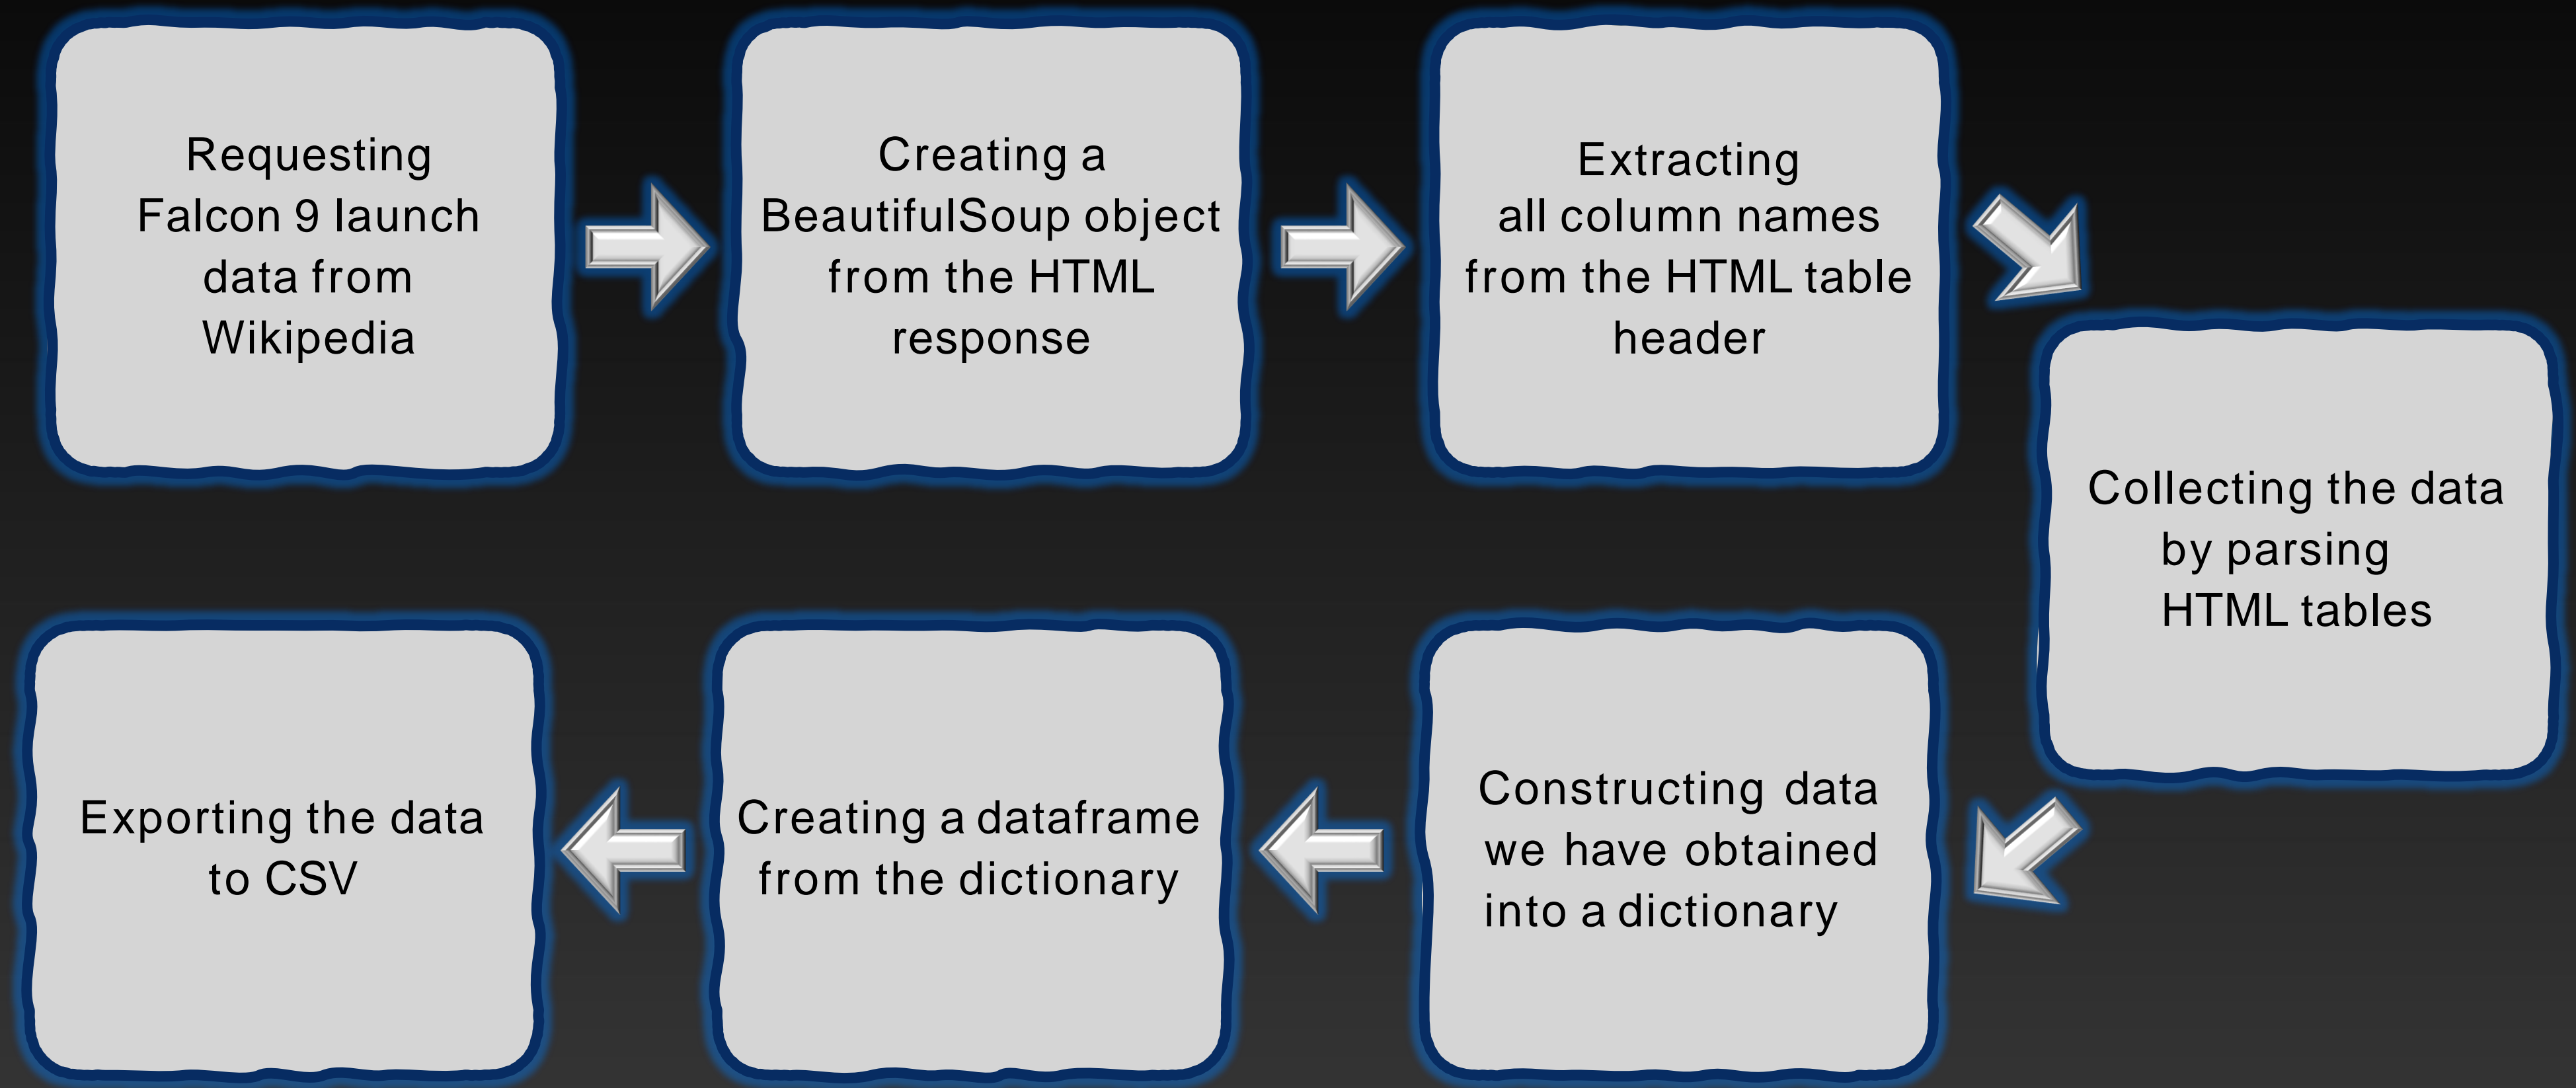 Requesting
Falcon 9 launch
data from
Wikipedia
Creating a
BeautifulSoup object
from the HTML
response
Extracting
all column names
from the HTML table
header
Collecting the data
by parsing
HTML tables
Constructing data
we have obtained
into a dictionary
Creating a dataframe
from the dictionary
Exporting the data
to CSV